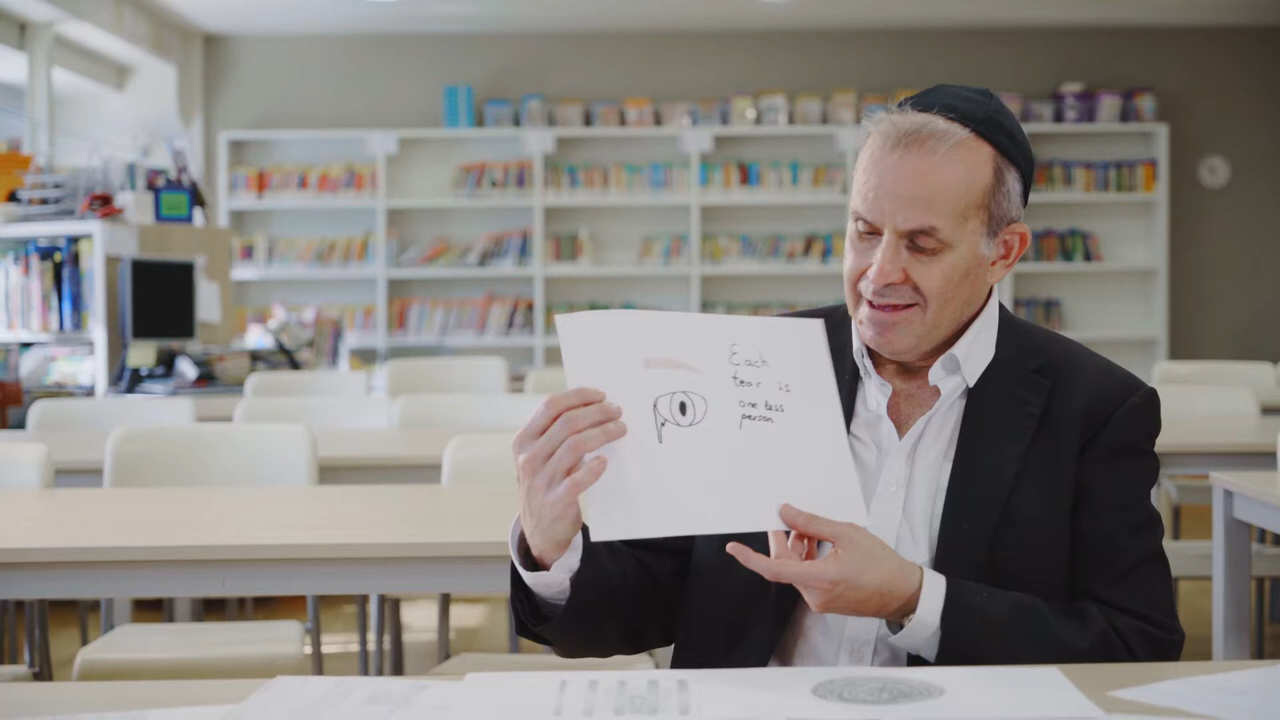 Each
tear is
one less
person.